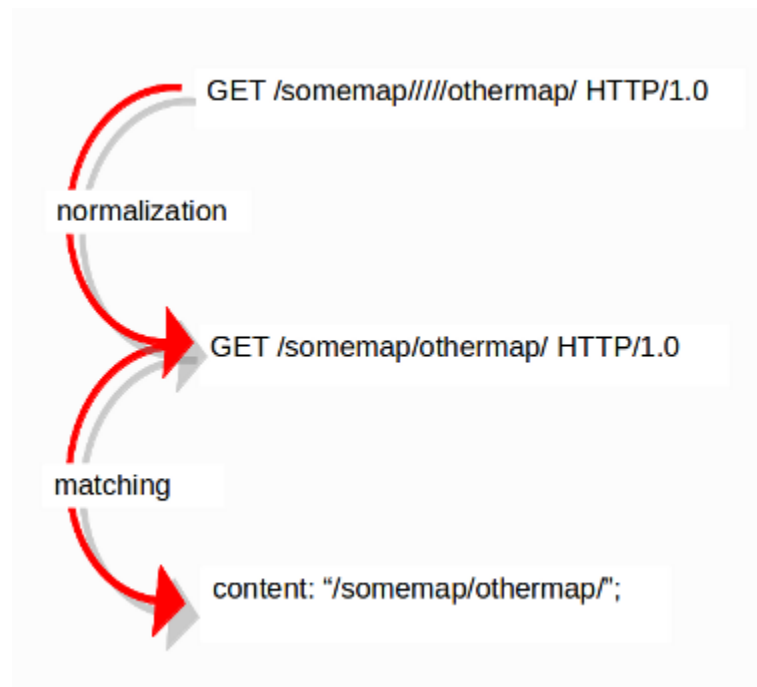 GET /somemap/////othermap/ HTTP/1.0
normalization
GET /somemap/othermap/ HTTP/1.0
matching
content: “/somemap/othermap/”;